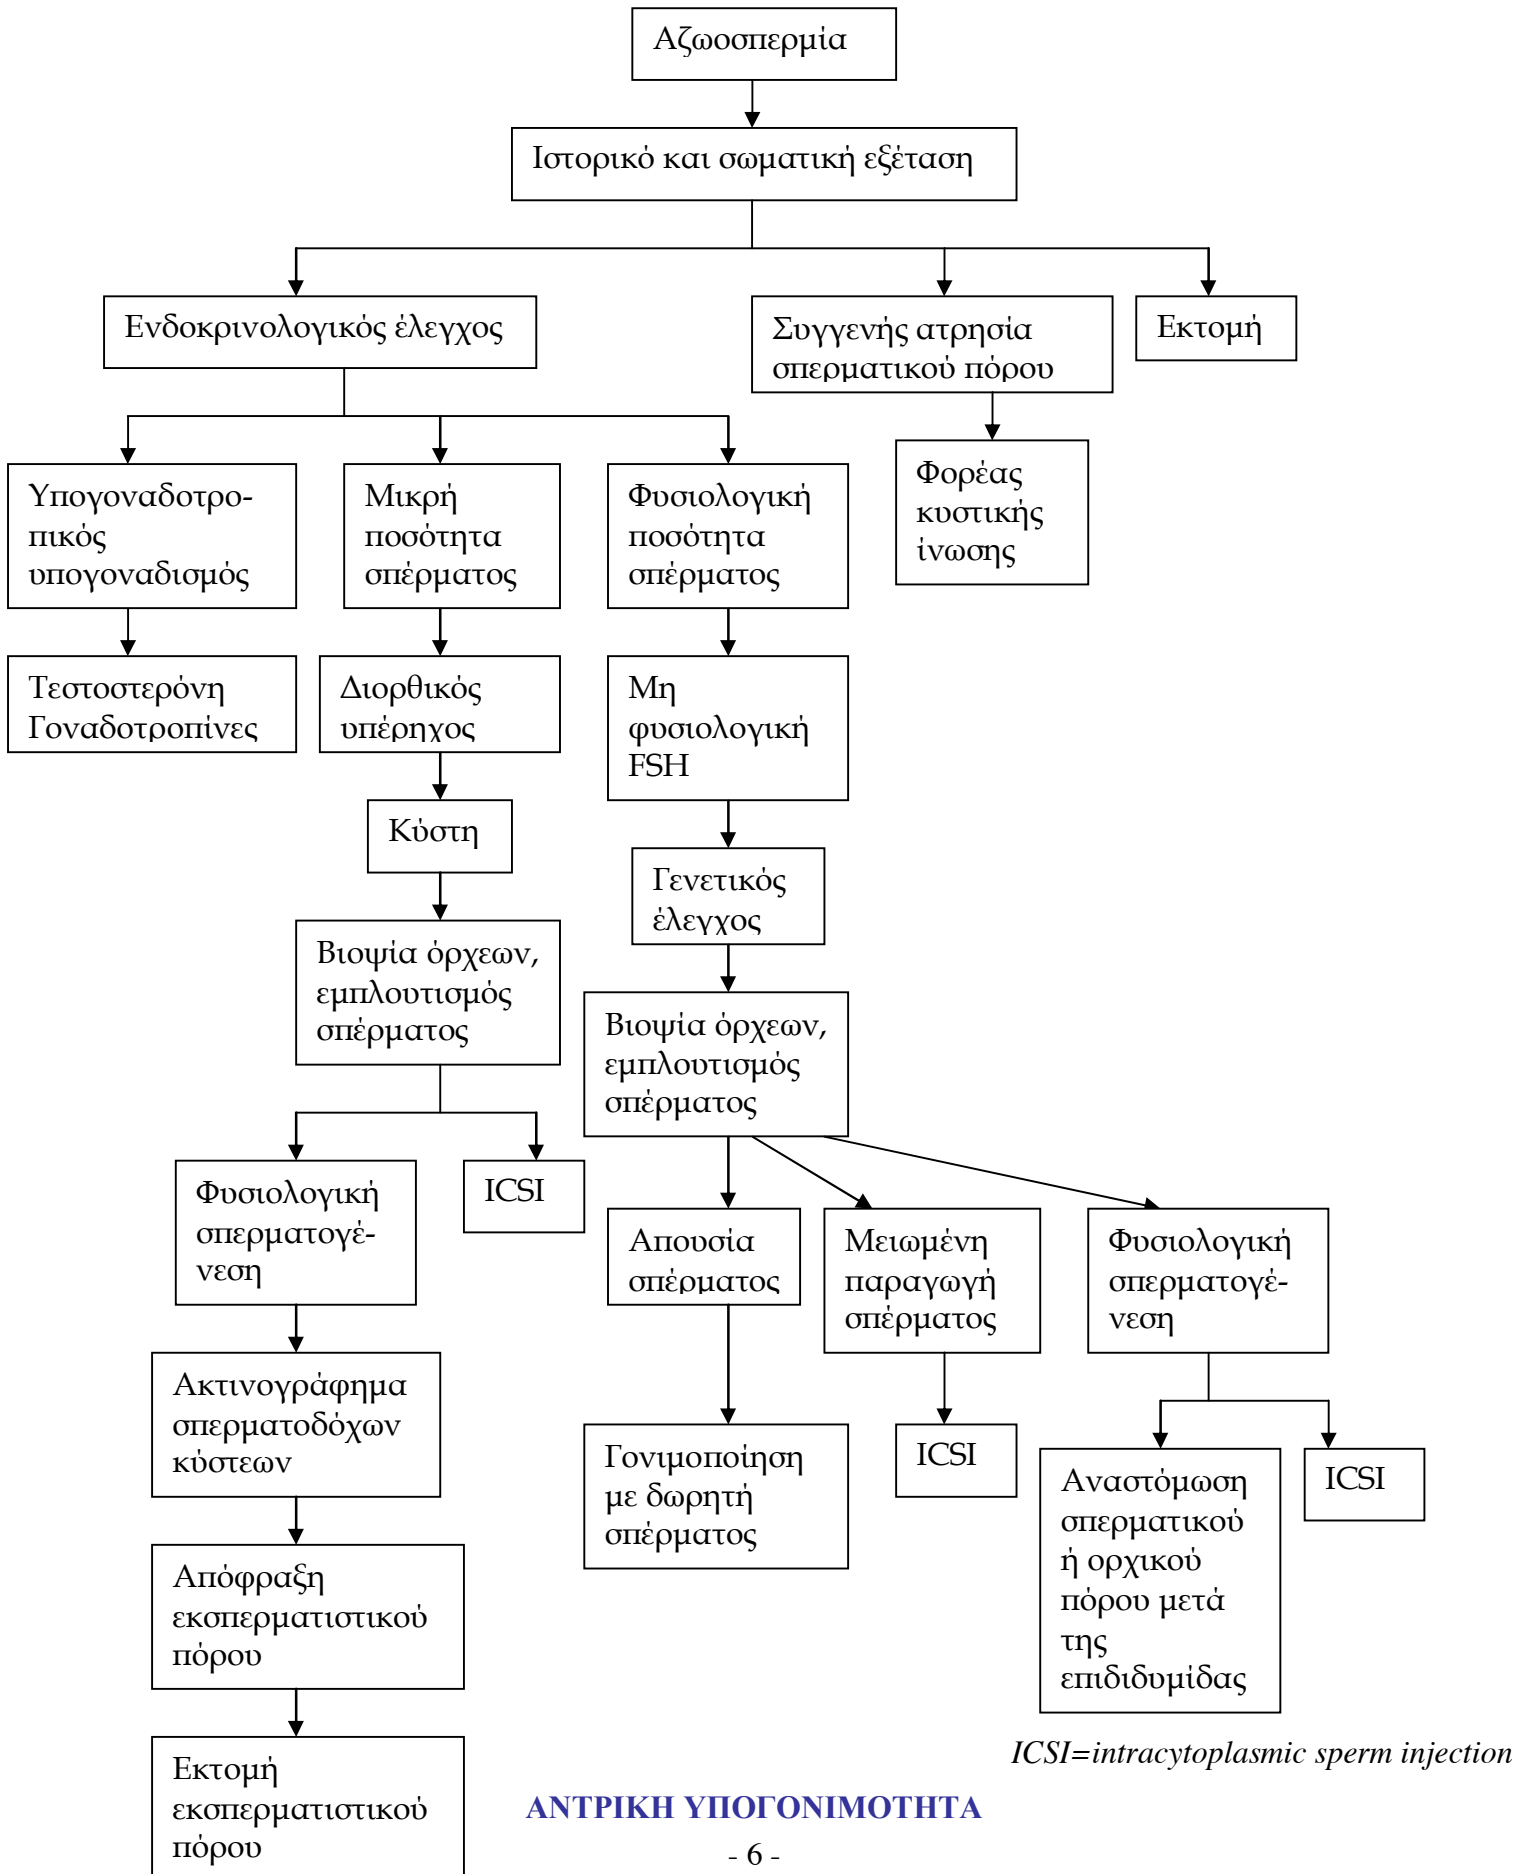 Αζωοσπερμία
Ιστορικό και σωματική εξέταση
Ενδοκρινολογικός έλεγχος
Συγγενής ατρησία
σπερματικού πόρου
Εκτομή
Υπογοναδοτρο-
πικός
υπογοναδισμός
Μικρή
ποσότητα
σπέρματος
Φυσιολογική
ποσότητα
σπέρματος
Φορέας
κυστικής
ίνωσης
Τεστοστερόνη
Γοναδοτροπίνες
Διορθικός
υπέρηχος
Μη
φυσιολογική
FSH
Κύστη
Γενετικός
έλεγχος
Βιοψία όρχεων,
εμπλουτισμός
σπέρματος
Βιοψία όρχεων,
εμπλουτισμός
σπέρματος
Φυσιολογική
σπερματογέ-
νεση
ICSI
Απουσία
σπέρματος
Μειωμένη
παραγωγή
σπέρματος
Φυσιολογική
σπερματογέ-
νεση
Ακτινογράφημα
σπερματοδόχων
κύστεων
Γονιμοποίηση
με δωρητή
σπέρματος
ICSI
Αναστόμωση
σπερματικού
ή ορχικού
πόρου μετά
της
επιδιδυμίδας
ICSI
Απόφραξη
εκσπερματιστικού
πόρου
Εκτομή
εκσπερματιστικού
πόρου
ICSI=intracytoplasmic sperm injection
ΑΝΤΡΙΚΗ ΥΠΟΓΟΝΙΜΟΤΗΤΑ
- 6 -